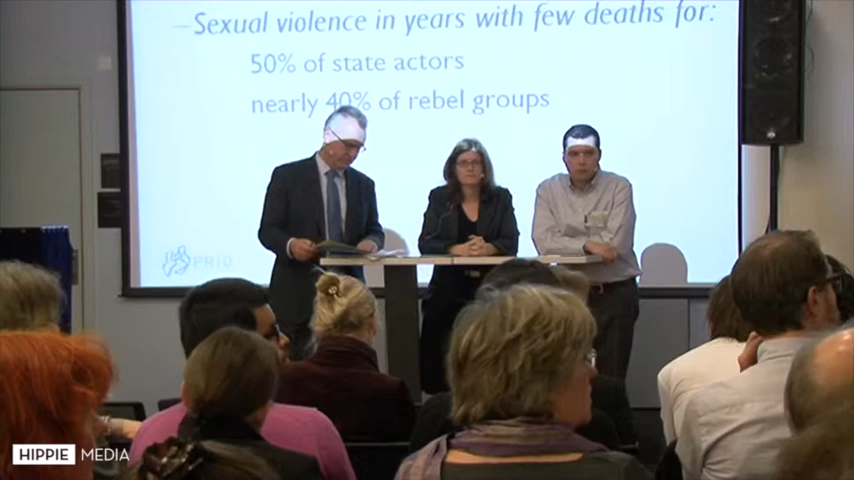 —Sexual violence in years with few deaths for:
50% of state actors
nearly 40% of rebel groups
PRIO
HIPPIE MEDIA